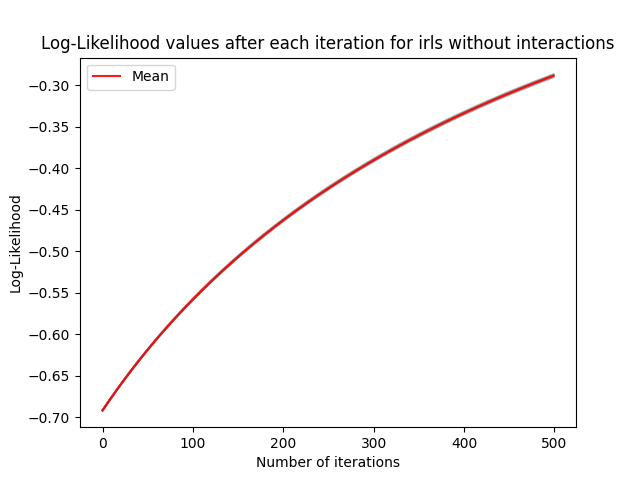 Log-Likelihood values after each iteration for irls without interactions
Mean
−0.30
−0.35
−0.40
−0.45
−0.50
−0.55
−0.60
−0.65
−0.70
Log-Likelihood
0 100 200 300 400 500
Number of iterations